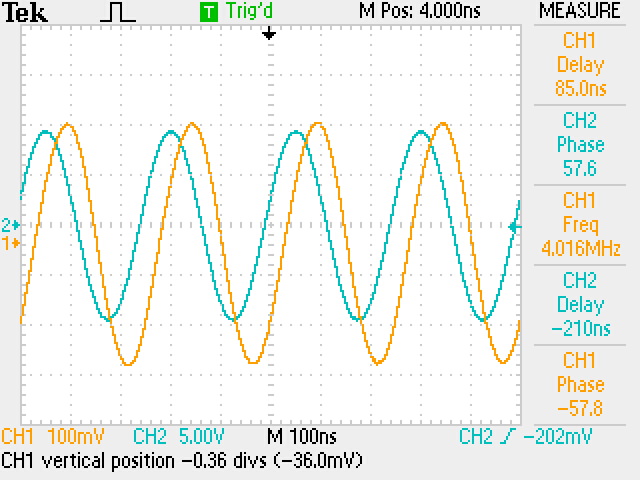 Tek T Trig'd M Pos: 4.000ns MEASURE
CH1
Delay
85.0ns
CH2
Phase
57.6
CH1
Freq
4.016MHz
CH2
Delay
-210ns
CH1
Phase
-57.8
2
1
CH1 100mV CH2 5.00V M 100ns CH2 -202mV
CH1 vertical position -0.36 divs (-36.0mV)